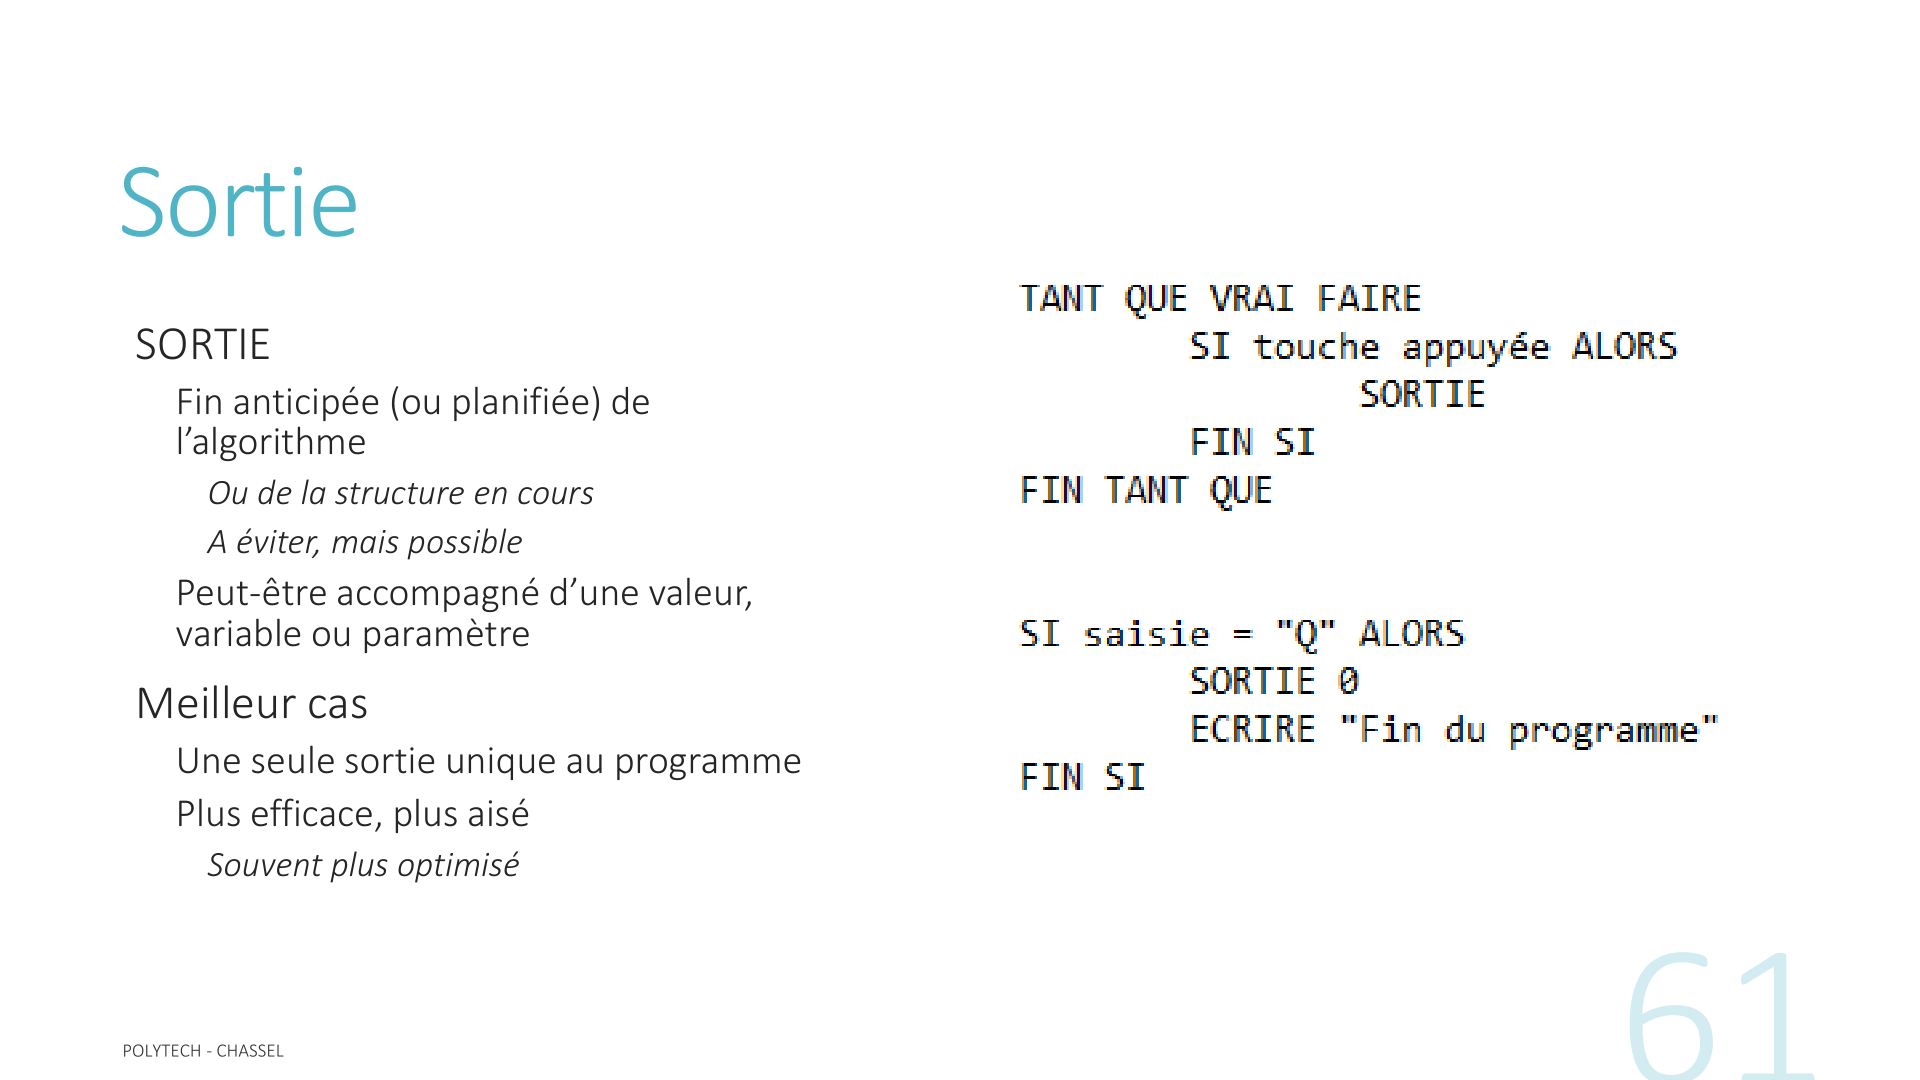 Sortie
SORTIE
Fin anticipée (ou planifiée) de
l’algorithme
Ou de la structure en cours
A éviter, mais possible
Peut-être accompagné d’une valeur,
variable ou paramètre
Meilleur cas
Une seule sortie unique au programme
Plus efficace, plus aisé
Souvent plus optimisé
TANT QUE VRAI FAIRE
SI touche appuyée ALORS
SORTIE
FIN SI
FIN TANT QUE
SI saisie = "Q" ALORS
SORTIE 0
ECRIRE "Fin du programme"
FIN SI
POLYTECH - CHASSEL
61